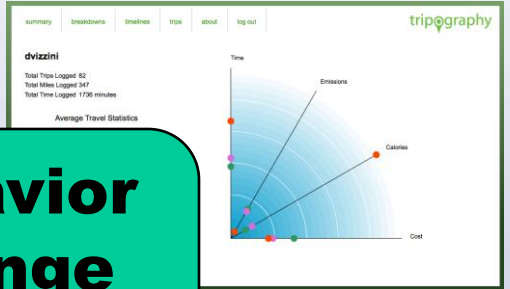 summary breakdowns timelines trips about log out tripography
dvizzini
Total Trips Logged 82
Total Miles Logged 347
Total Time Logged 1736 minutes
Average Travel Statistics
Time
Emissions
Calories
Cost
avior
nge